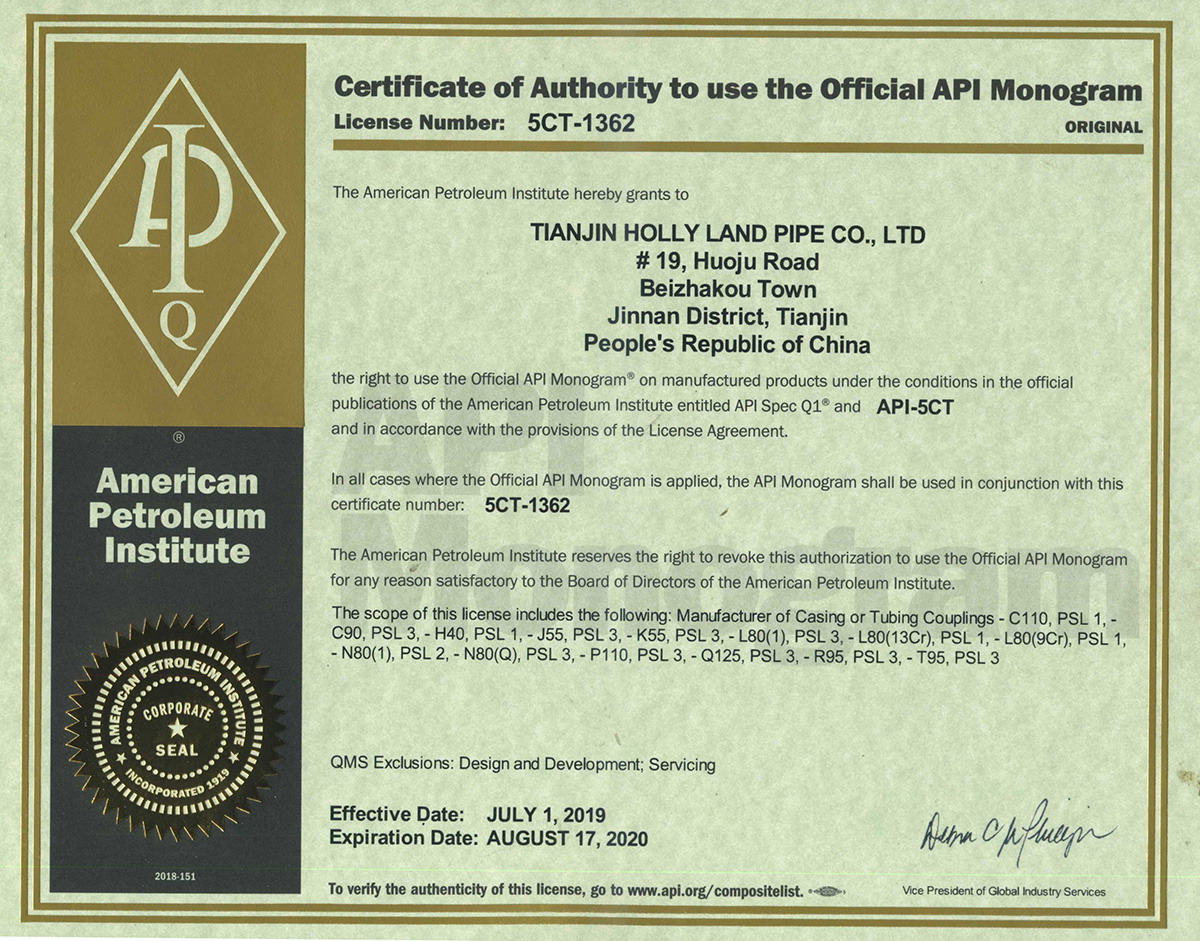 Certificate of Authority to use the Official API Monogram
License Number: 5CT-1362
ORIGINAL
The American Petroleum Institute hereby grants to
TIANJIN HOLLY LAND PIPE CO., LTD
# 19, Huoju Road
Beizhakou Town
Jinnan District, Tianjin
People's Republic of China
the right to use the Official API Monogram® on manufactured products under the conditions in the official
publications of the American Petroleum Institute entitled API Spec Q1® and API-5CT
and in accordance with the provisions of the License Agreement.
In all cases where the Official API Monogram is applied, the API Monogram shall be used in conjunction with this
certificate number: 5CT-1362
The American Petroleum Institute reserves the right to revoke this authorization to use the Official API Monogram
for any reason satisfactory to the Board of Directors of the American Petroleum Institute.
The scope of this license includes the following: Manufacturer of Casing or Tubing Couplings - C110, PSL 1, -
C90, PSL 3, - H40, PSL 1, - J55, PSL 3, - K55, PSL 3, - L80(1), PSL 3, - L80(13Cr), PSL 1, - L80(9Cr), PSL 1,
- N80(1), PSL 2, - N80(Q), PSL 3, - P110, PSL 3, - Q125, PSL 3, - R95, PSL 3, - T95, PSL 3
QMS Exclusions: Design and Development; Servicing
Effective Date: JULY 1, 2019
Expiration Date: AUGUST 17, 2020
To verify the authenticity of this license, go to www.api.org/compositelist.
Vice President of Global Industry Services
API
Q
®
American
Petroleum
Institute
AMERICAN PETROLEUM INSTITUTE
CORPORATE
SEAL
INCORPORATED 1919
2018-151
API
Monogram